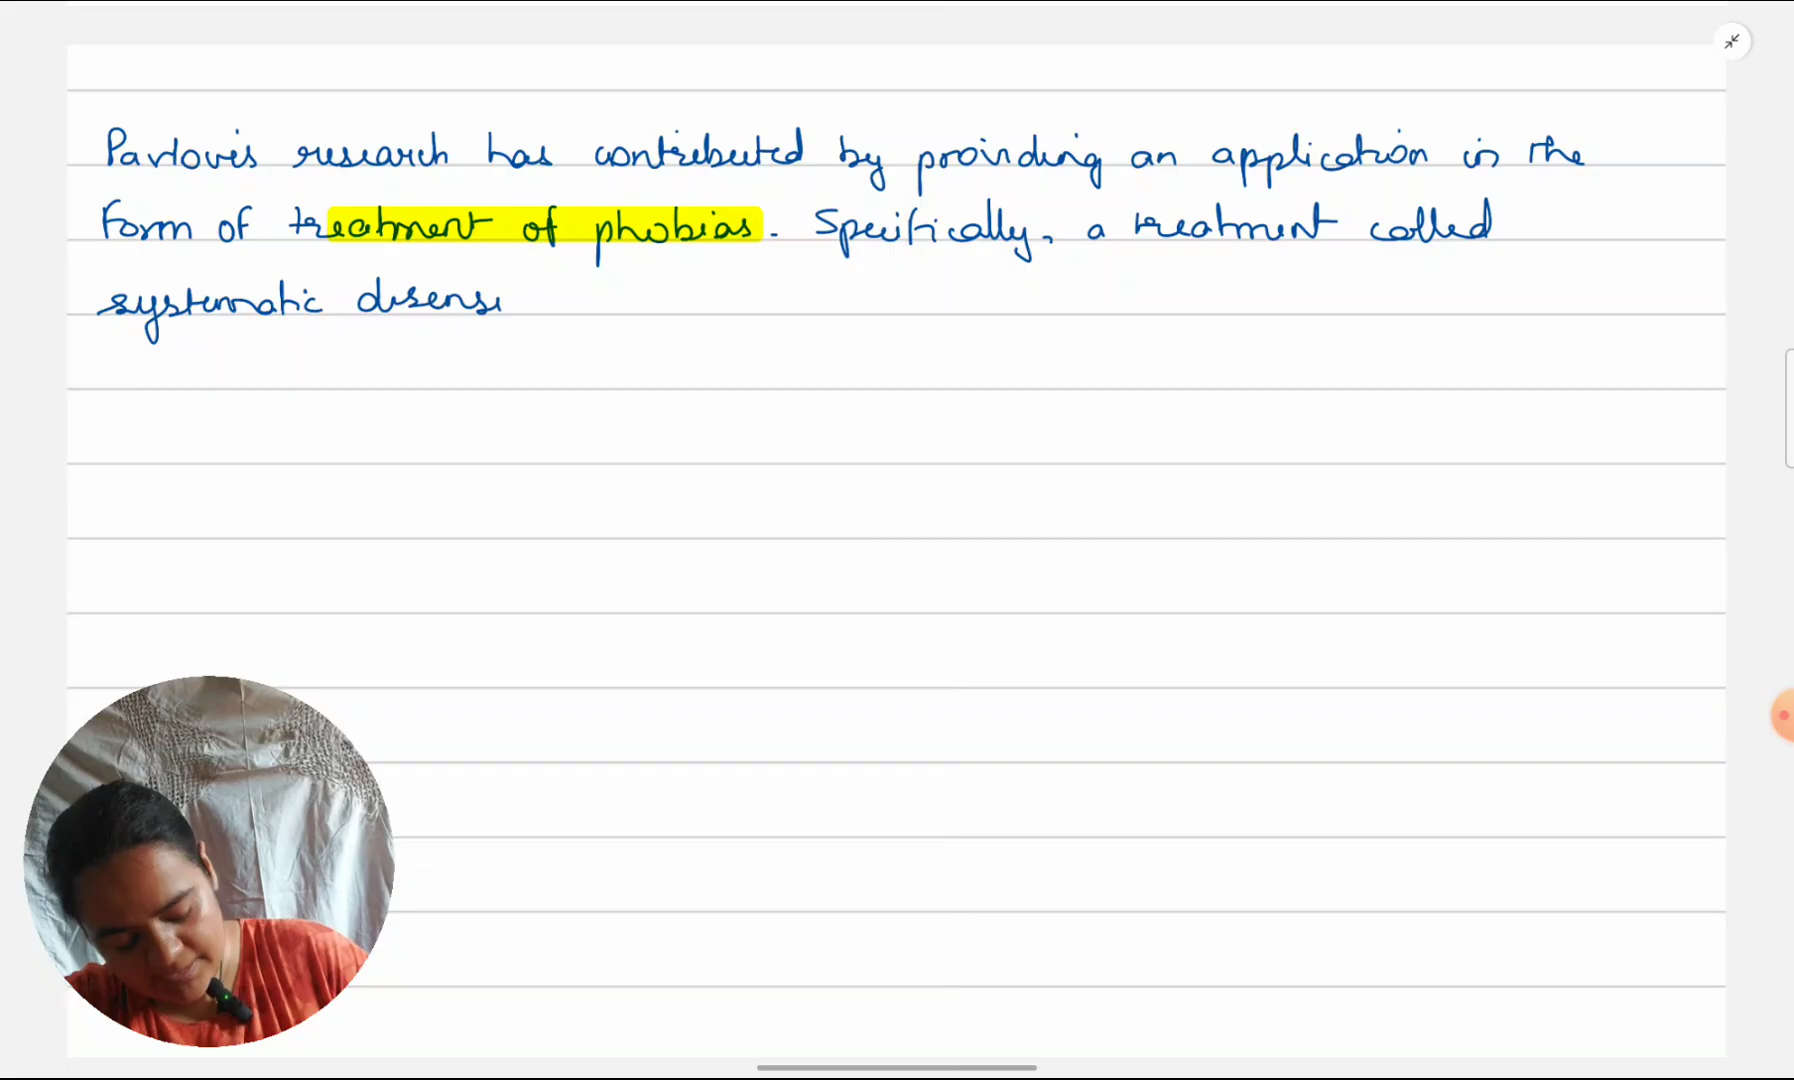 Pavlov's research has contributed by providing an application in the
form of treatment of phobias. Specifically, a treatment called
systematic disensi